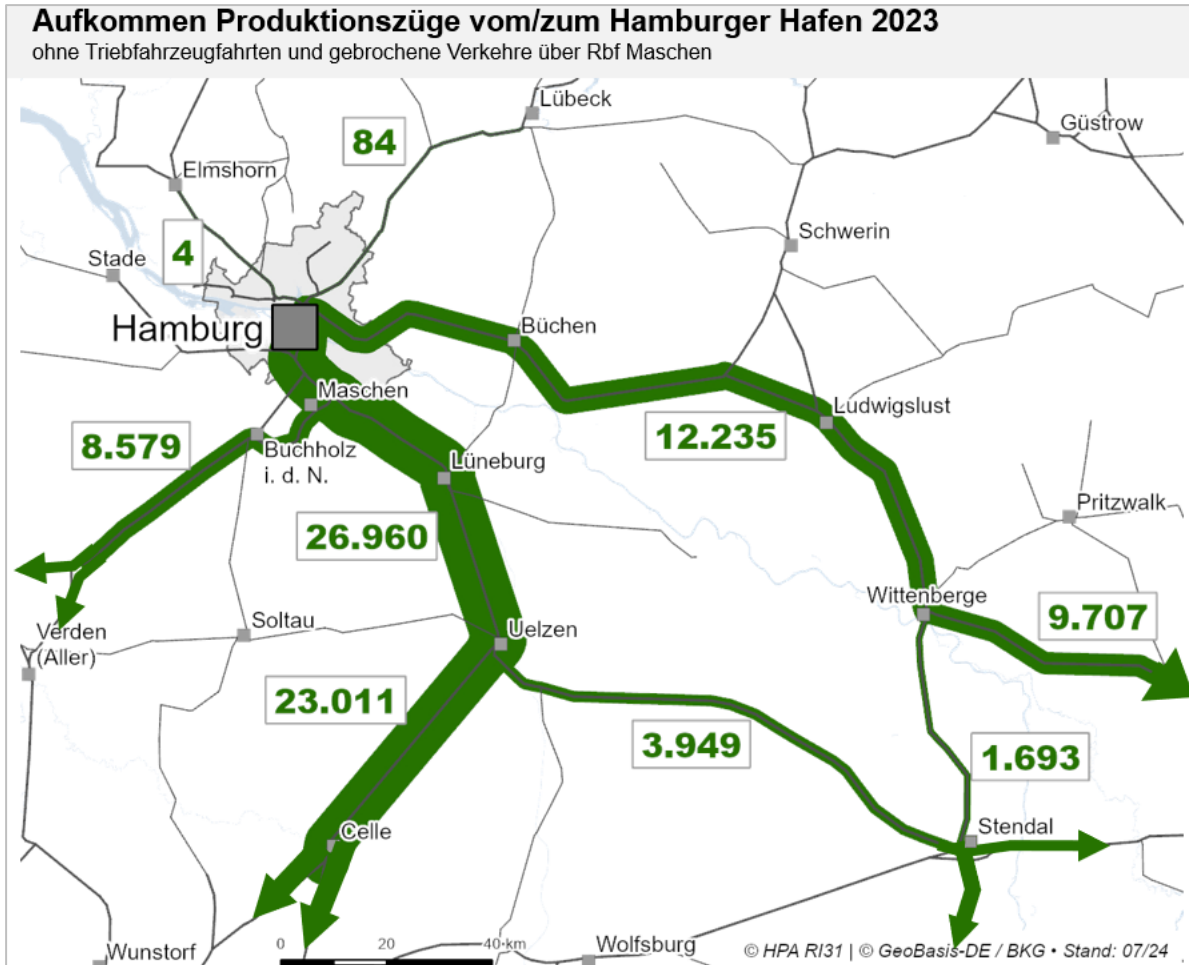 Aufkommen Produktionszüge vom/zum Hamburger Hafen 2023
ohne Triebfahrzeugfahrten und gebrochene Verkehre über Rbf Maschen
Lübeck
Güstrow
84
Elmshorn
Schwerin
4
Stade
Hamburg
Büchen
Maschen
Ludwigslust
12.235
8.579
Buchholz
i. d. N.
Lüneburg
Pritzwalk
26.960
Wittenberge
9.707
Soltau
Uelzen
Verden
(Aller)
23.011
3.949
1.693
Celle
Stendal
Wunstorf
0 20 40 km
Wolfsburg
© HPA RI31 | © GeoBasis-DE / BKG • Stand: 07/24